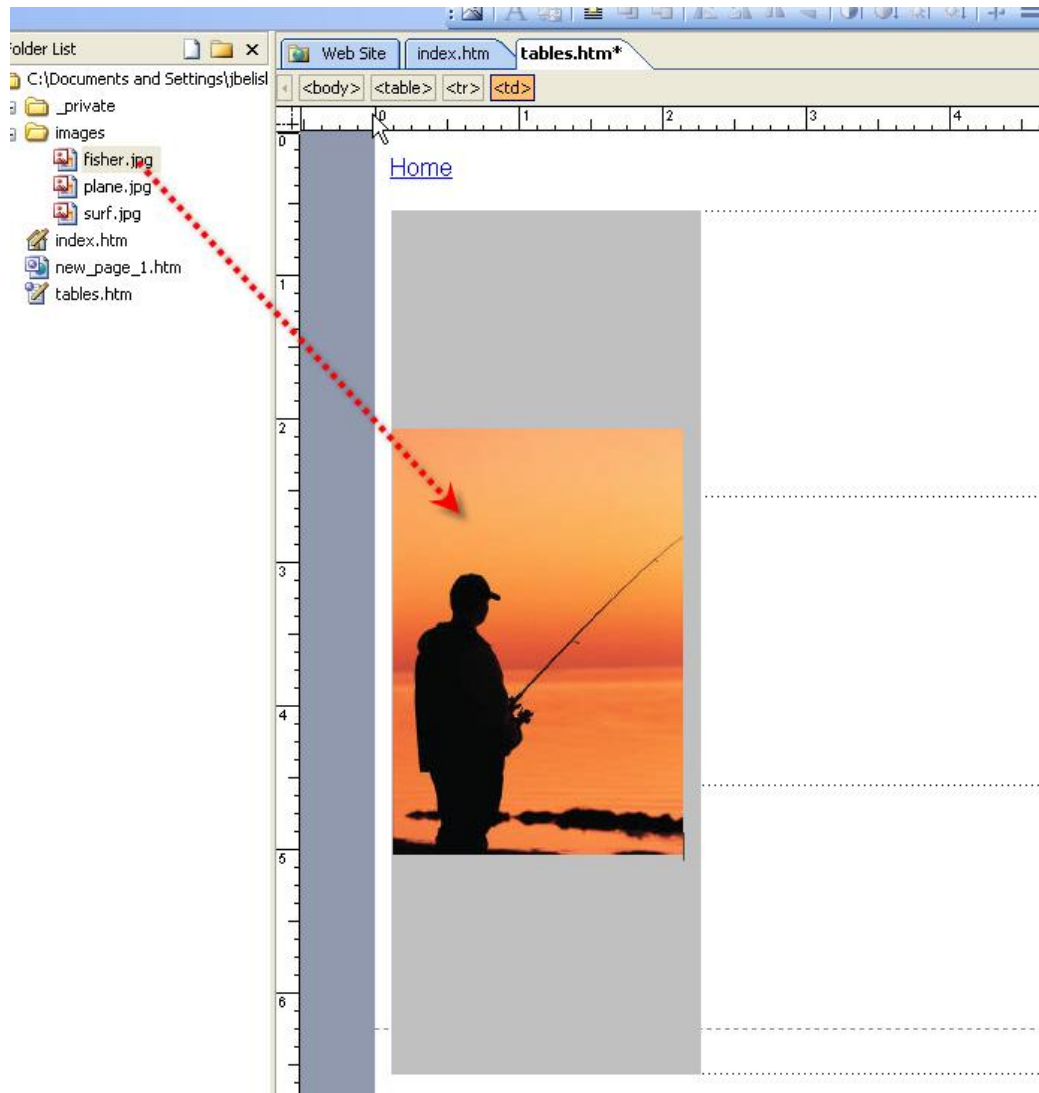 Folder List
Web Site index.htm tables.htm*
C:\Documents and Settings\jbelisl
<body> <table> <tr> <td>
_private
images
fisher.jpg
plane.jpg
surf.jpg
index.htm
new_page_1.htm
tables.htm
0 1 2 3 4
Home
0
1
2
3
4
5
6